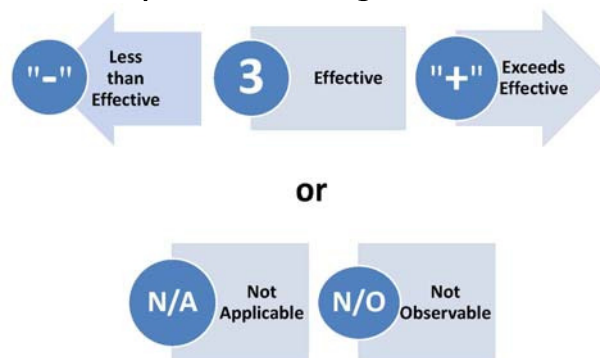 "-"
Less
than
Effective
3
Effective
"+"
Exceeds
Effective
or
N/A
Not
Applicable
N/O
Not
Observable